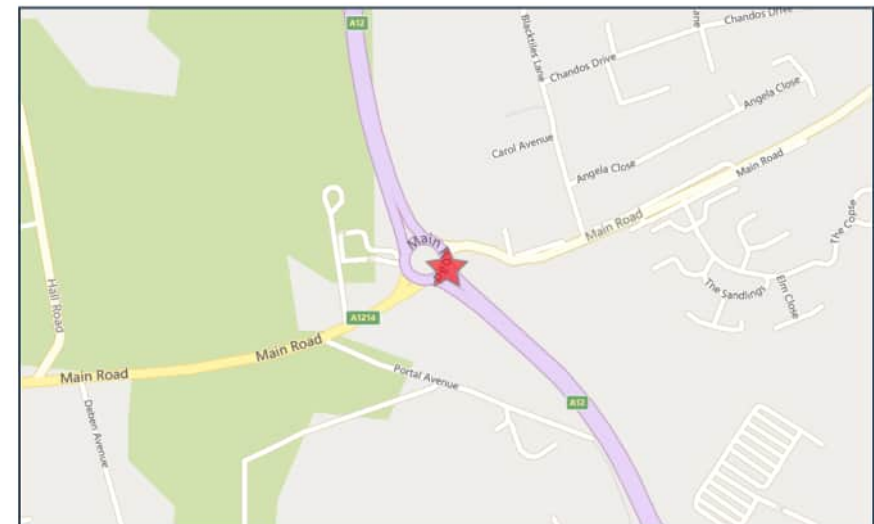 A12
Blacktiles Lane
Chandos Drive
Chandos Drive
Angela Close
Carol Avenue
Angela Close
Main Road
Main Road
The Copse
Main
The Sandlings
Elm Close
Hall Road
A1214
Main Road
Main Road
Portal Avenue
A12
Deben Avenue